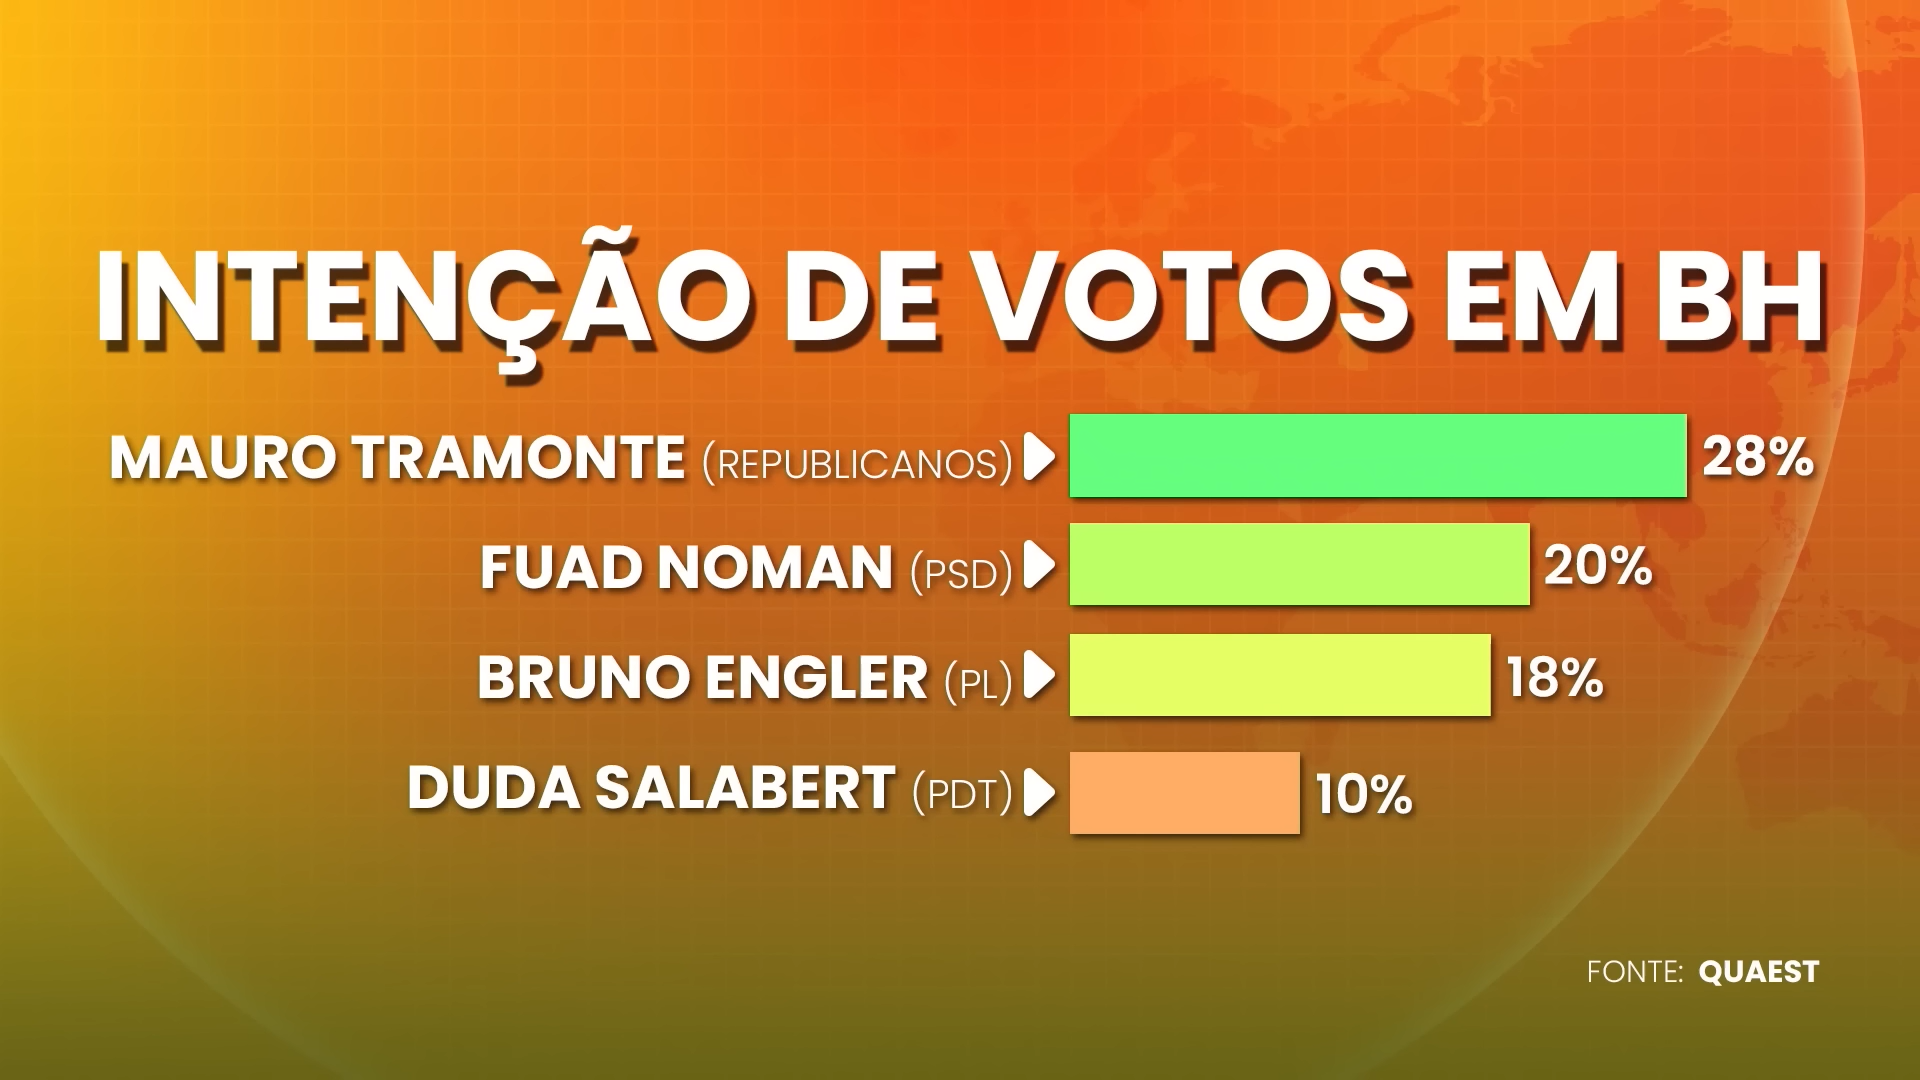 INTENÇÃO DE VOTOS EM BH
MAURO TRAMONTE (REPUBLICANOS) 28%
FUAD NOMAN (PSD) 20%
BRUNO ENGLER (PL) 18%
DUDA SALABERT (PDT) 10%
FONTE: QUAEST